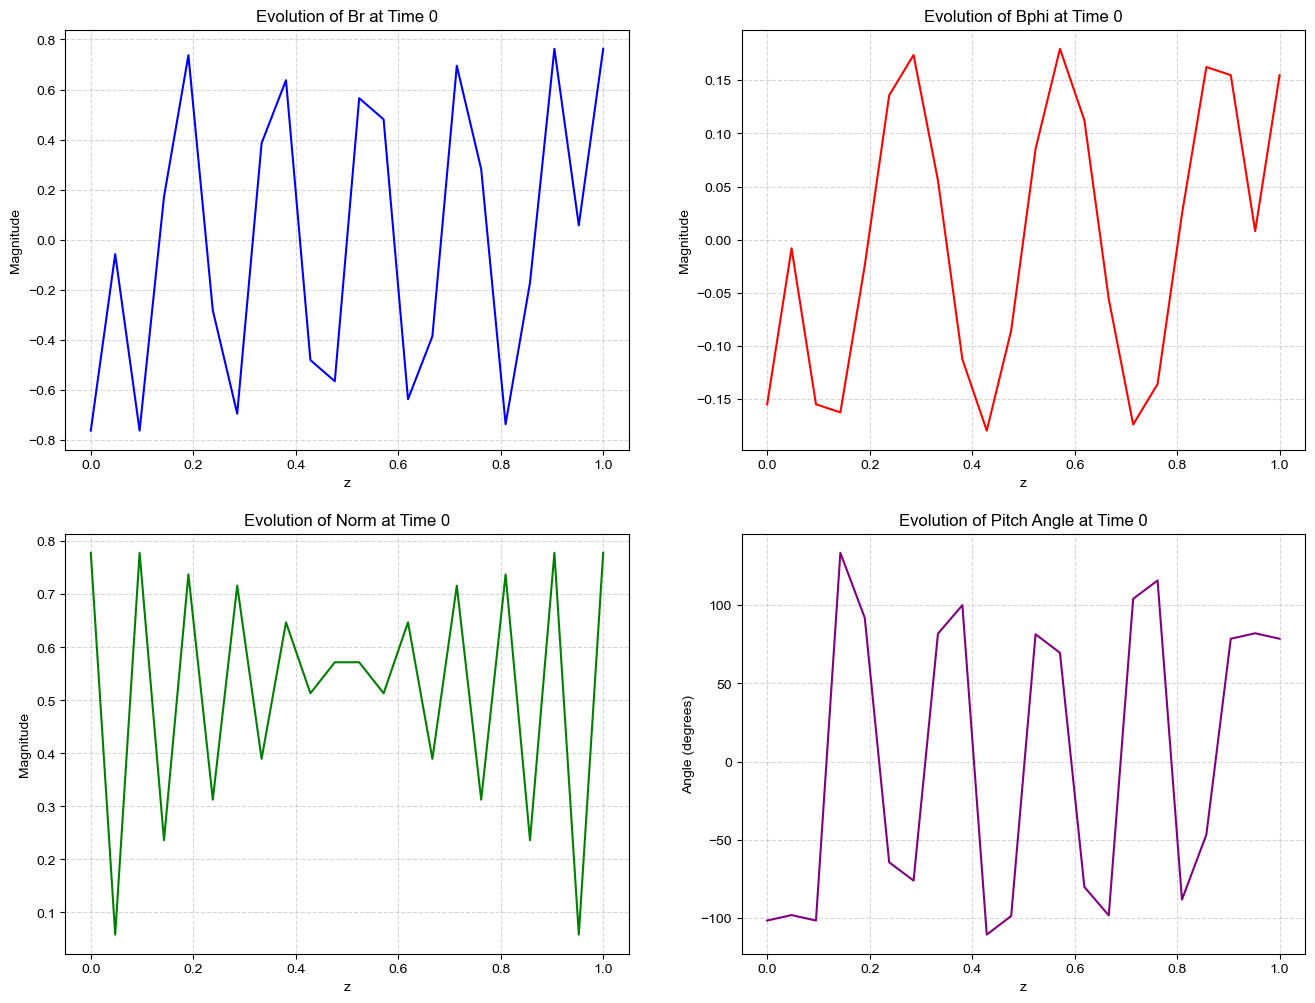 Evolution of Br at Time 0
0.8
0.6
0.4
0.2
0.0
−0.2
−0.4
−0.6
−0.8
Magnitude
0.0 0.2 0.4 0.6 0.8 1.0
z
Evolution of Bphi at Time 0
0.15
0.10
0.05
0.00
−0.05
−0.10
−0.15
Magnitude
0.0 0.2 0.4 0.6 0.8 1.0
z
Evolution of Norm at Time 0
0.8
0.7
0.6
0.5
0.4
0.3
0.2
0.1
Magnitude
0.0 0.2 0.4 0.6 0.8 1.0
z
Evolution of Pitch Angle at Time 0
100
50
0
−50
−100
Angle (degrees)
0.0 0.2 0.4 0.6 0.8 1.0
z